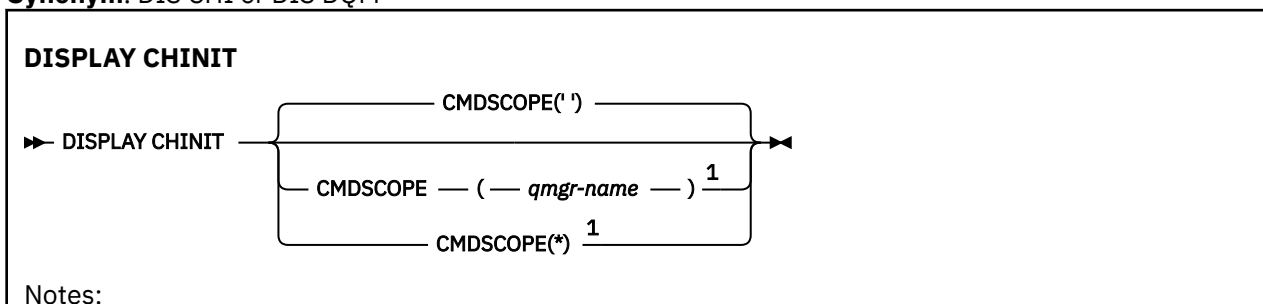 DISPLAY CHINIT
CMDSCOPE(' ')
DISPLAY CHINIT
CMDSCOPE ( qmgr-name ) 1
CMDSCOPE(*) 1
Notes: